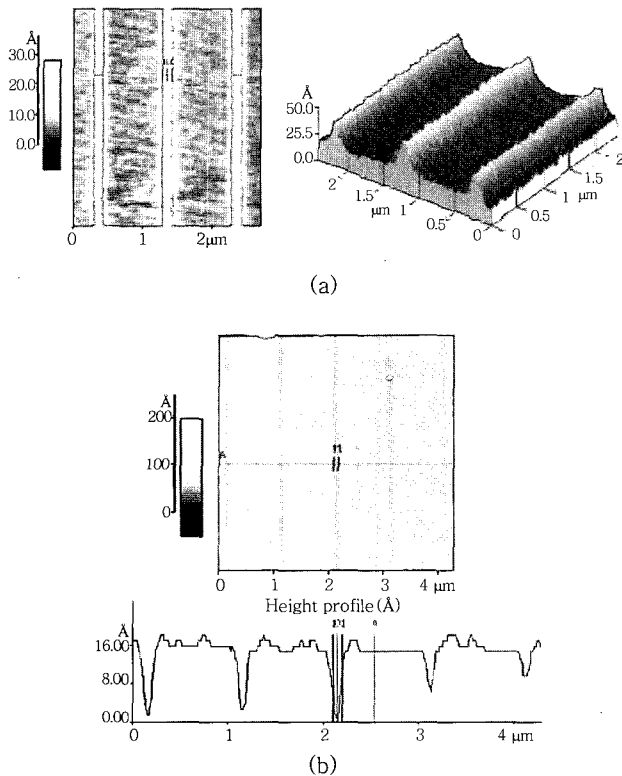 Å
30.0
20.0
10.0
0.0
0 1 2μm
Å
50.0
25.5
0.0
2 1.5 μm 1 0.5 0
0 0.5 1 μm 1.5 2
(a)
Å
200
100
0
A
0 1 2 3 4 μm
Height profile(Å)
Å
16.00
8.00
0.00
0 1 2 3 4 μm
(b)